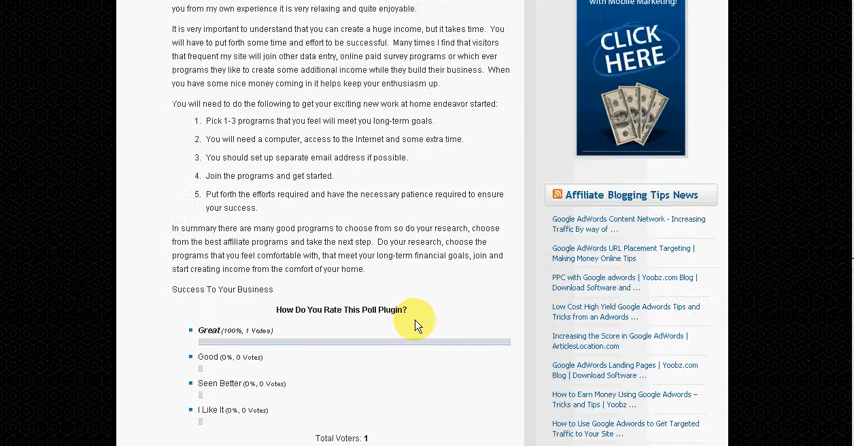 you from my own experience it is very relaxing and quite enjoyable.
It is very important to understand that you can create a huge income, but it takes time. You
will have to put forth some time and effort to be successful. Many times I find that visitors
that frequent my site will join other data entry, online paid survey programs or which ever
programs they like to create some additional income while they build their business. When
you have some nice money coming in it helps keep your enthusiasm up.
You will need to do the following to get your exciting new work at home endeavor started:
1. Pick 1-3 programs that you feel will meet you long-term goals.
2. You will need a computer, access to the Internet and some extra time.
3. You should set up separate email address if possible.
4. Join the programs and get started.
5. Put forth the efforts required and have the necessary patience required to ensure
your success.
In summary there are many good programs to choose from so do your research, choose
from the best affiliate programs and take the next step. Do your research, choose the
programs that you feel comfortable with, that meet your long-term financial goals, join and
start creating income from the comfort of your home.
Success To Your Business
How Do You Rate This Poll Plugin?
Great (100%, 1 Votes)
Good (0%, 0 Votes)
Seen Better (0%, 0 Votes)
I Like It (0%, 0 Votes)
Total Voters: 1
with Mobile Marketing!
CLICK
HERE
Affiliate Blogging Tips News
Google AdWords Content Network - Increasing
Traffic By way of ...
Google AdWords URL Placement Targeting |
Making Money Online Tips
PPC with Google adwords | Yoobz.com Blog |
Download Software and ...
Low Cost High Yield Google AdWords Tips and
Tricks from an Adwords ...
Increasing the Score in Google AdWords |
ArticlesLocation.com
Google AdWords Landing Pages | Yoobz.com
Blog | Download Software ...
How to Earn Money Using Google AdWords –
Tips and Tricks | Yoobz ...
How to Use Google AdWords to Get Targeted
Traffic to Your Site ...